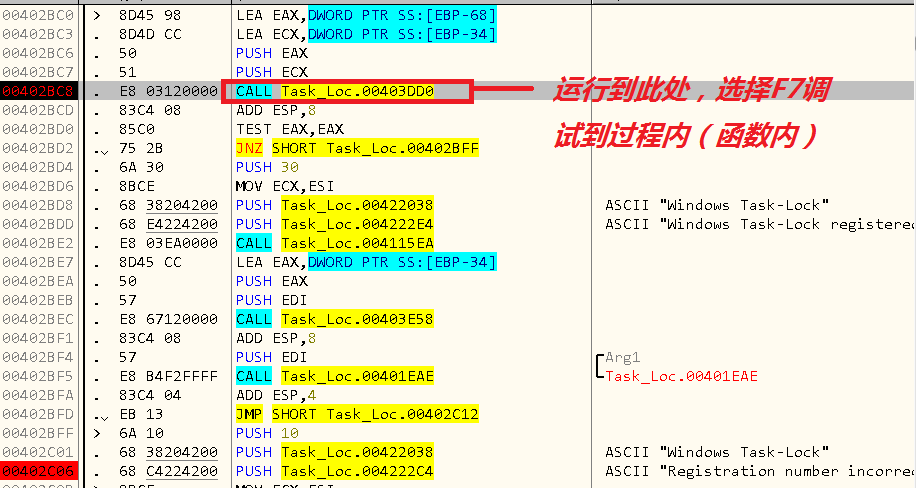 00402BC0 > 8D45 98 LEA EAX,DWORD PTR SS:[EBP-68]
00402BC3 . 8D4D CC LEA ECX,DWORD PTR SS:[EBP-34]
00402BC6 . 50 PUSH EAX
00402BC7 . 51 PUSH ECX
00402BC8 . E8 03120000 CALL Task_Loc.00403DD0
运行到此处，选择F7调
试到过程内（函数内）
00402BCD . 83C4 08 ADD ESP,8
00402BD0 . 85C0 TEST EAX,EAX
00402BD2 . 75 2B JNZ SHORT Task_Loc.00402BFF
00402BD4 . 6A 30 PUSH 30
00402BD6 . 8BCE MOV ECX,ESI
00402BD8 . 68 38204200 PUSH Task_Loc.00422038 ASCII "Windows Task-Lock"
00402BDD . 68 E4224200 PUSH Task_Loc.004222E4 ASCII "Windows Task-Lock registered
00402BE2 . E8 03EA0000 CALL Task_Loc.004115EA
00402BE7 . 8D45 CC LEA EAX,DWORD PTR SS:[EBP-34]
00402BEA . 50 PUSH EAX
00402BEB . 57 PUSH EDI
00402BEC . E8 67120000 CALL Task_Loc.00403E58
00402BF1 . 83C4 08 ADD ESP,8
00402BF4 . 57 PUSH EDI Arg1
00402BF5 . E8 B4F2FFFF CALL Task_Loc.00401EAE Task_Loc.00401EAE
00402BFA . 83C4 04 ADD ESP,4
00402BFD . EB 13 JMP SHORT Task_Loc.00402C12
00402BFF > 6A 10 PUSH 10
00402C01 . 68 38204200 PUSH Task_Loc.00422038 ASCII "Windows Task-Lock"
00402C06 . 68 C4224200 PUSH Task_Loc.004222C4 ASCII "Registration number incorrec